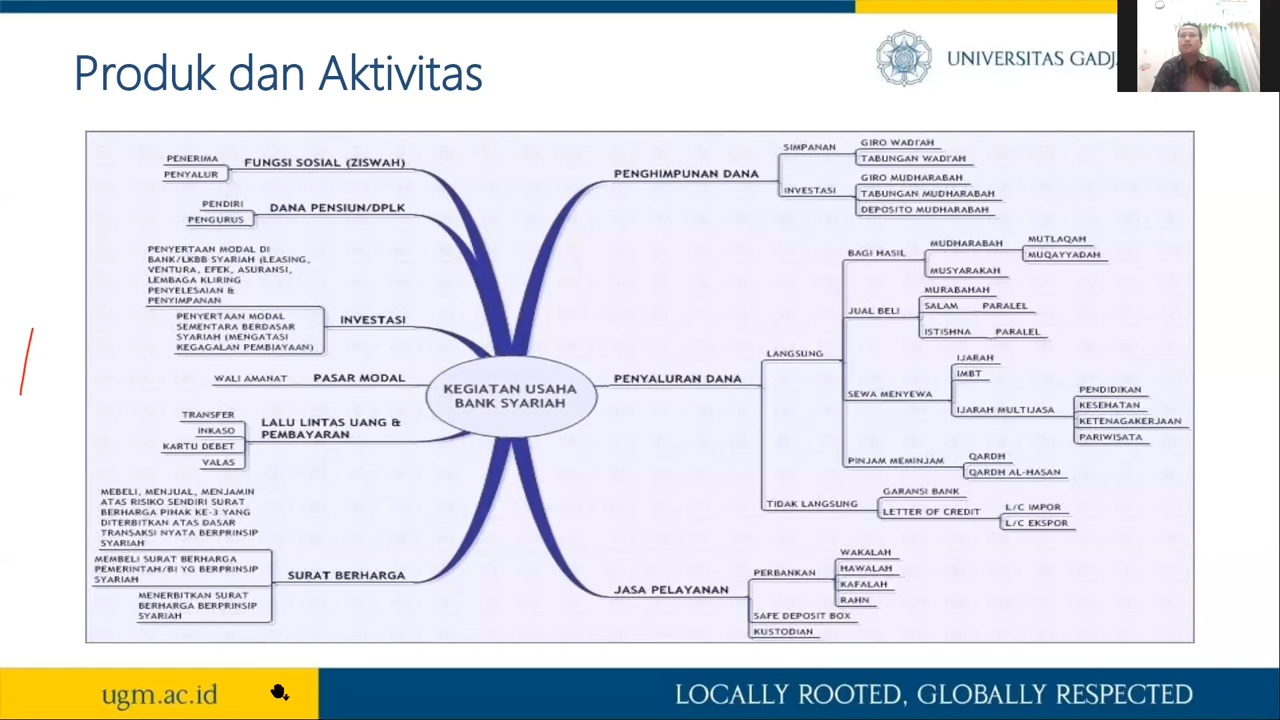 Produk dan Aktivitas
UNIVERSITAS GADJ
PENERIMA
PENYALUR
FUNGSI SOSIAL (ZISWAH)
PENDIRI
PENGURUS
DANA PENSIUN/DPLK
PENYERTAAN MODAL DI
BANK/LKBB SYARIAH (LEASING,
VENTURA, EFEK, ASURANSI,
LEMBAGA KLIRING
PENYELESAIAN &
PENYIMPANAN
PENYERTAAN MODAL
SEMENTARA BERDASAR
SYARIAH (MENGATASI
KEGAGALAN PEMBIAYAAN)
INVESTASI
WALI AMANAT
PASAR MODAL
TRANSFER
INKASO
KARTU DEBET
VALAS
LALU LINTAS UANG &
PEMBAYARAN
MEBELI, MENJUAL, MENJAMIN
ATAS RISIKO SENDIRI SURAT
BERHARGA PIHAK KE-3 YANG
DITERBITKAN ATAS DASAR
TRANSAKSI NYATA BERPRINSIP
SYARIAH
MEMBELI SURAT BERHARGA
PEMERINTAH/BI YG BERPRINSIP
SYARIAH
MENERBITKAN SURAT
BERHARGA BERPRINSIP
SYARIAH
SURAT BERHARGA
KEGIATAN USAHA
BANK SYARIAH
PENGHIMPUNAN DANA
SIMPANAN
GIRO WADI'AH
TABUNGAN WADI'AH
INVESTASI
GIRO MUDHARABAH
TABUNGAN MUDHARABAH
DEPOSITO MUDHARABAH
PENYALURAN DANA
LANGSUNG
BAGI HASIL
MUDHARABAH
MUTLAQAH
MUQAYYADAH
MUSYARAKAH
JUAL BELI
MURABAHAH
SALAM PARALEL
ISTISHNA PARALEL
SEWA MENYEWA
IJARAH
IMBT
IJARAH MULTIJASA
PENDIDIKAN
KESEHATAN
KETENAGAKERJAAN
PARIWISATA
PINJAM MEMINJAM
QARDH
QARDH AL-HASAN
TIDAK LANGSUNG
GARANSI BANK
LETTER OF CREDIT
L/C IMPOR
L/C EKSPOR
JASA PELAYANAN
PERBANKAN
WAKALAH
HAWALAH
KAFALAH
RAHN
SAFE DEPOSIT BOX
KUSTODIAN
ugm.ac.id
LOCALLY ROOTED, GLOBALLY RESPECTED